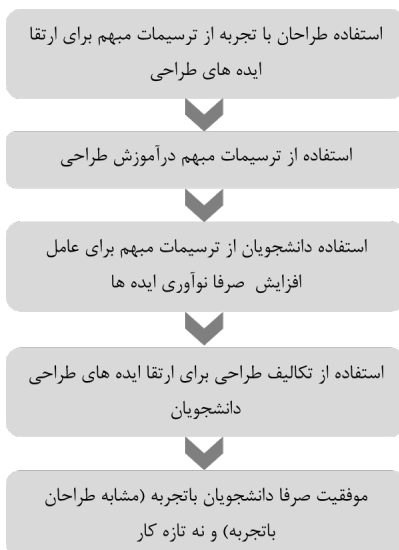 استفاده طراحان با تجربه از ترسیمات مبهم برای ارتقا
ایده های طراحی
استفاده از ترسیمات مبهم درآموزش طراحی
استفاده دانشجویان از ترسیمات مبهم برای عامل
افزایش صرفا نوآوری ایده ها
استفاده از تکالیف طراحی برای ارتقا ایده های طراحی
دانشجویان
موفقیت صرفا دانشجویان باتجربه (مشابه طراحان
باتجربه) و نه تازه کار